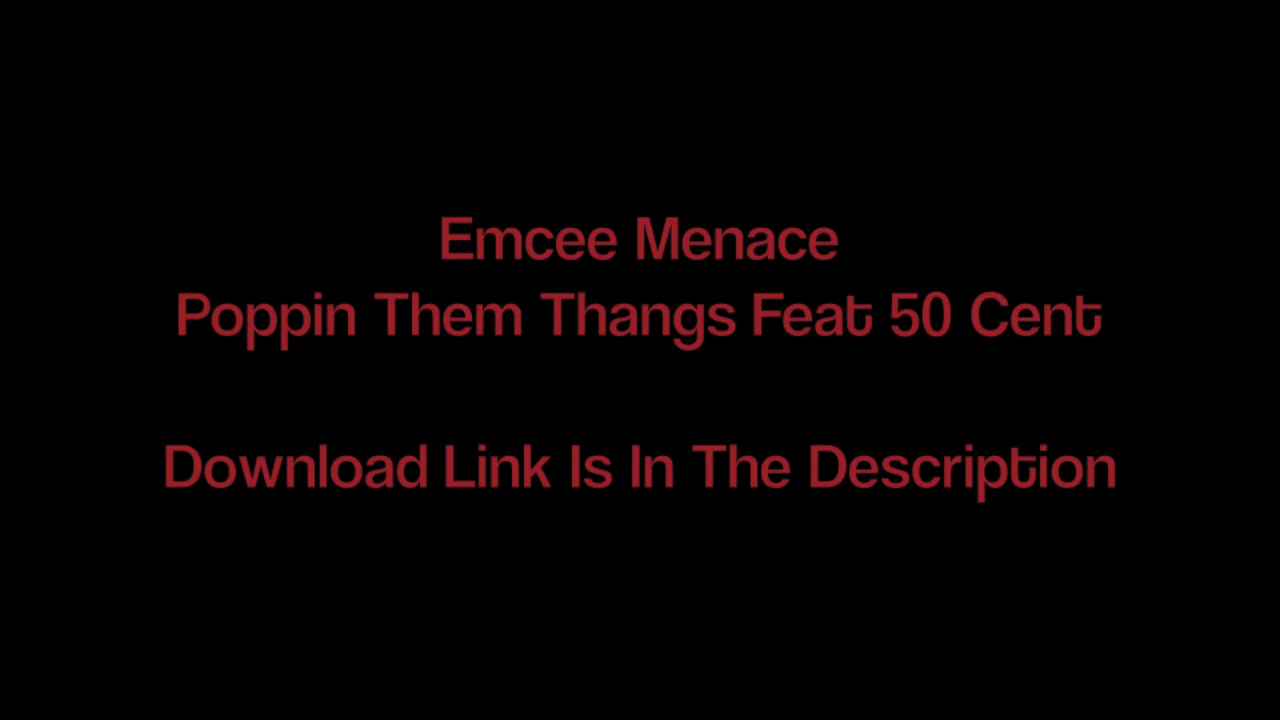 Emcee Menace
Poppin Them Thangs Feat 50 Cent
Download Link Is In The Description